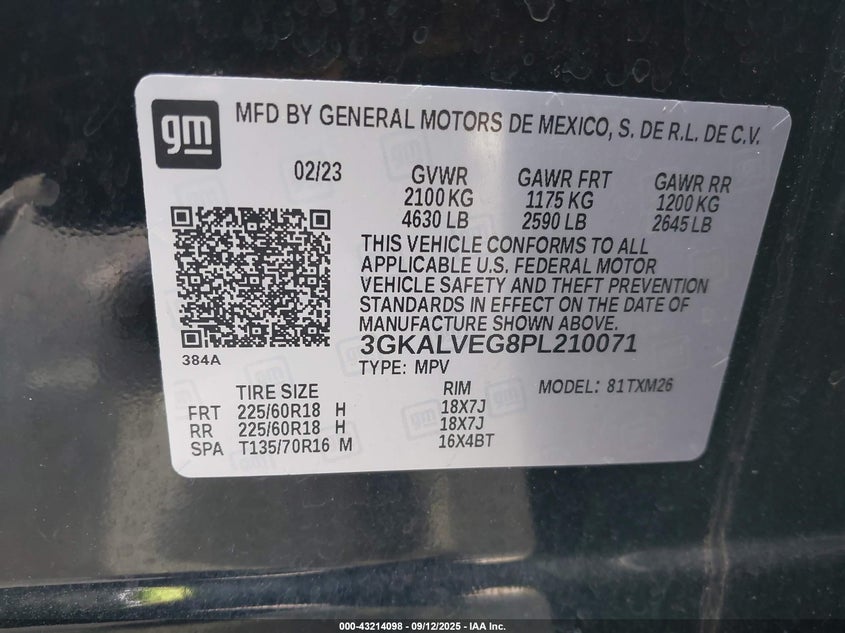 gm
MFD BY GENERAL MOTORS DE MEXICO, S. DE R.L. DE C.V.
02/23 GVWR GAWR FRT GAWR RR
2100 KG 1175 KG 1200 KG
4630 LB 2590 LB 2645 LB
THIS VEHICLE CONFORMS TO ALL
APPLICABLE U.S. FEDERAL MOTOR
VEHICLE SAFETY AND THEFT PREVENTION
STANDARDS IN EFFECT ON THE DATE OF
MANUFACTURE SHOWN ABOVE.
384A
3GKALVEG8PL210071
TYPE: MPV
TIRE SIZE RIM MODEL: 81TXM26
FRT 225/60R18 H 18X7J
RR 225/60R18 H 18X7J
SPA T135/70R16 M 16X4BT
000-43214098 - 09/12/2025 - IAA Inc.